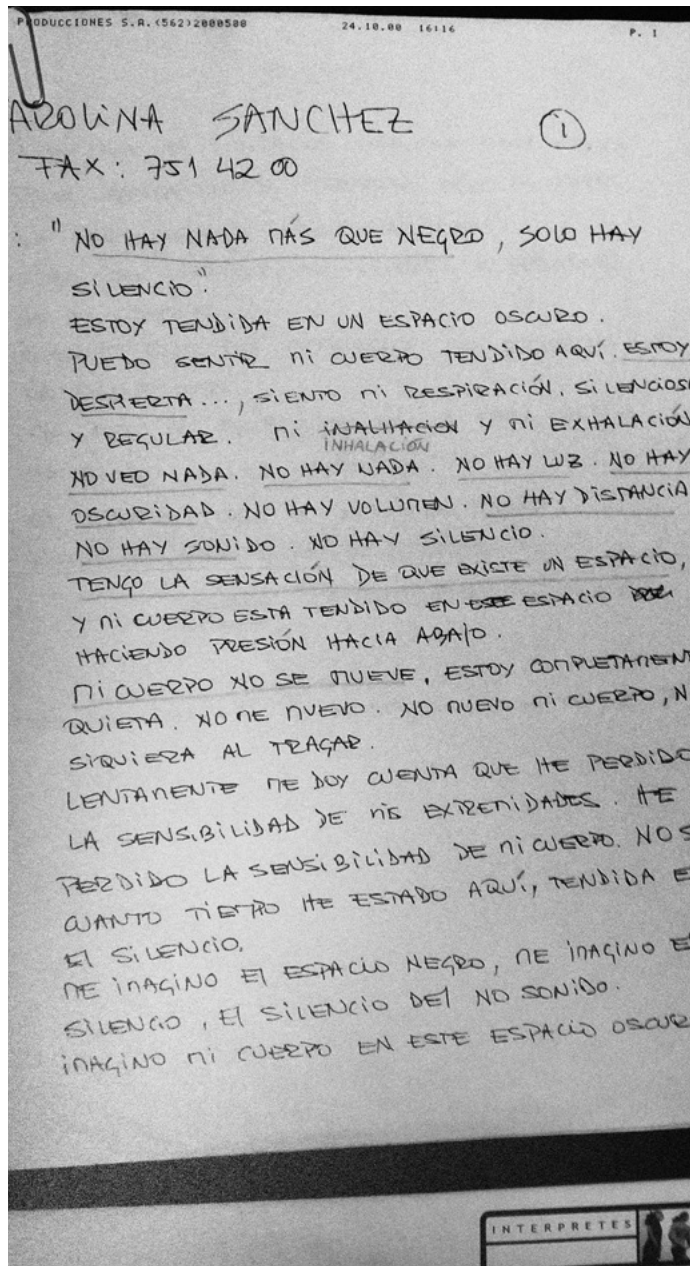 PRODUCCIONES S.A. (562)2000500 24.10.00 16:16 P. 1
AROLINA SANCHEZ 1
FAX: 751 42 00
: "NO HAY NADA MÁS QUE NEGRO, SOLO HAY
SILENCIO".
ESTOY TENDIDA EN UN ESPACIO OSCURO.
PUEDO SENTIR MI CUERPO TENDIDO AQUÍ. ESTOY
DESPIERTA..., SIENTO MI RESPIRACIÓN, SILENCIOS
Y REGULAR. MI INALHACION Y MI EXHALACIÓN
INHALACIÓN
NO VEO NADA. NO HAY NADA. NO HAY LUZ. NO HAY
OSCURIDAD. NO HAY VOLUMEN. NO HAY DISTANCIA
NO HAY SONIDO. NO HAY SILENCIO.
TENGO LA SENSACIÓN DE QUE EXISTE UN ESPACIO,
Y MI CUERPO ESTA TENDIDO EN ESE ESPACIO
HACIENDO PRESIÓN HACIA ABAJO.
MI CUERPO NO SE MUEVE, ESTOY COMPLETAMENT
QUIETA. NO ME MUEVO. NO MUEVO MI CUERPO, N
SIQUIERA AL TRAGAR.
LENTAMENTE ME DOY CUENTA QUE HE PERDIDO
LA SENSIBILIDAD DE MIS EXTREMIDADES. HE
PERDIDO LA SENSIBILIDAD DE MI CUERPO. NO S
CUANTO TIEMPO HE ESTADO AQUÍ, TENDIDA E
El SILENCIO.
ME IMAGINO El ESPACIO NEGRO, ME IMAGINO E
SILENCIO, El SILENCIO DEl NO SONIDO.
IMAGINO MI CUERPO EN ESTE ESPACIO OSCUR
INTERPRETES